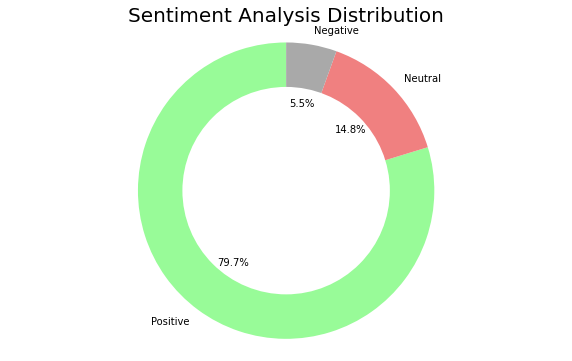 Sentiment Analysis Distribution
Negative
Neutral
5.5%
14.8%
79.7%
Positive